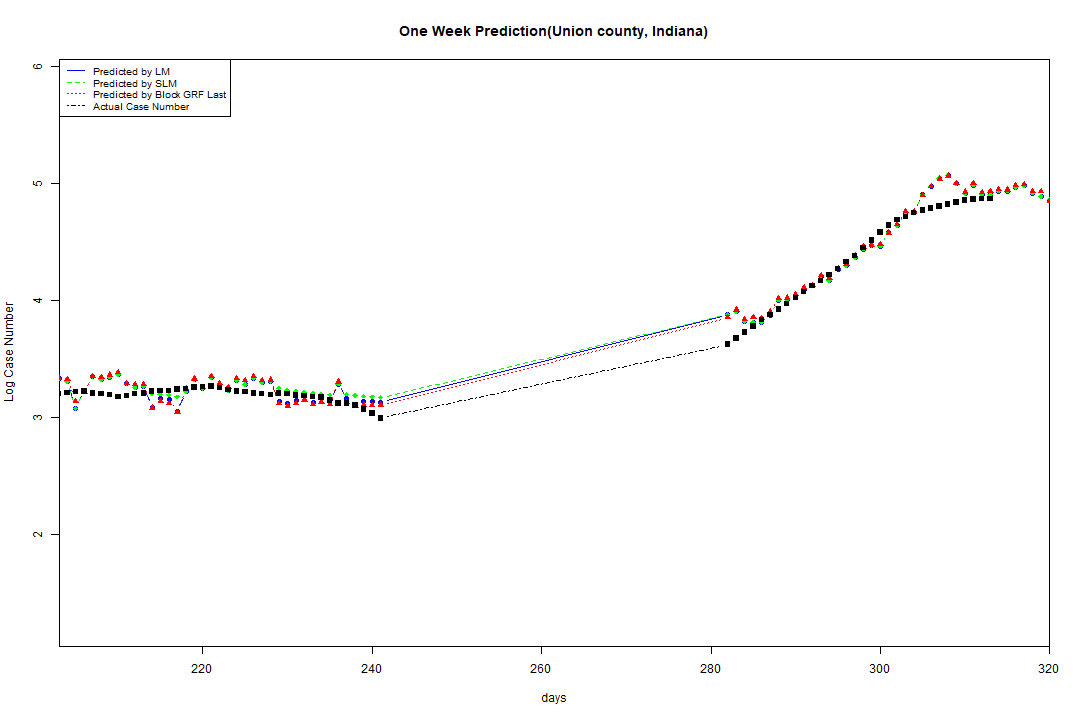 One Week Prediction(Union county, Indiana)
Predicted by LM
Predicted by SLM
Predicted by Block GRF Last
Actual Case Number
6
5
4
3
2
Log Case Number
220
240
260
280
300
320
days